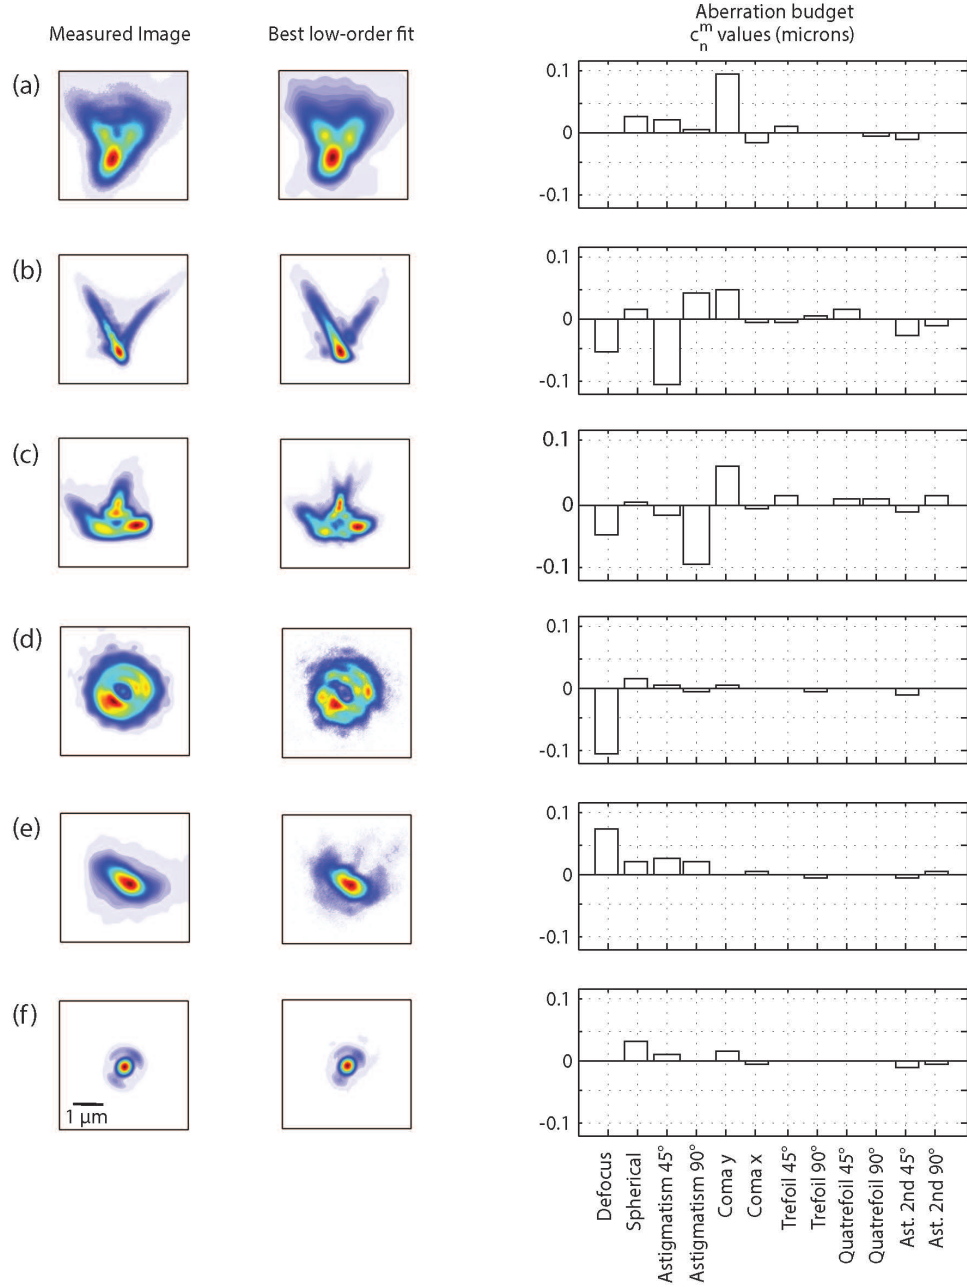 Measured Image
Best low-order fit
Aberration budget
c_n^m values (microns)
(a)
0.1
0
-0.1
(b)
0.1
0
-0.1
(c)
0.1
0
-0.1
(d)
0.1
0
-0.1
(e)
0.1
0
-0.1
(f)
1 µm
0.1
0
-0.1
Defocus
Spherical
Astigmatism 45°
Astigmatism 90°
Coma y
Coma x
Trefoil 45°
Trefoil 90°
Quatrefoil 45°
Quatrefoil 90°
Ast. 2nd 45°
Ast. 2nd 90°